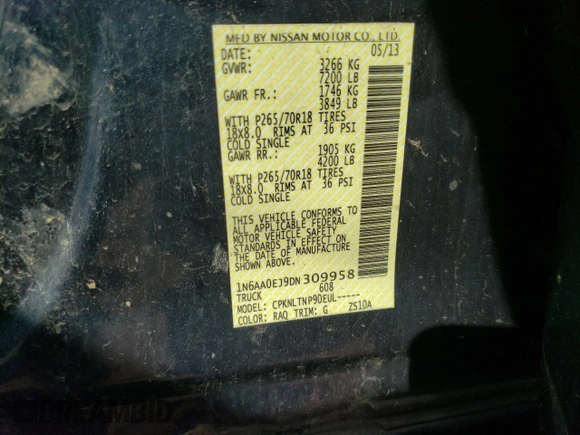 MFD BY NISSAN MOTOR CO., LTD.
DATE: 05/13
GVWR: 3266 KG
7200 LB
GAWR FR.: 1746 KG
3849 LB
WITH P265/70R18 TIRES
18x8.0 RIMS AT 36 PSI
COLD SINGLE
GAWR RR.: 1905 KG
4200 LB
WITH P265/70R18 TIRES
18x8.0 RIMS AT 36 PSI
COLD SINGLE
THIS VEHICLE CONFORMS TO
ALL APPLICABLE FEDERAL
MOTOR VEHICLE SAFETY
STANDARDS IN EFFECT ON
THE DATE OF MANUFACTURE
SHOWN ABOVE.
1N6AA0EJ9DN309958
TRUCK 608
MODEL: CPKNLTNP90EUL-----
COLOR: RAQ TRIM: G ZS10A
DREAMBID